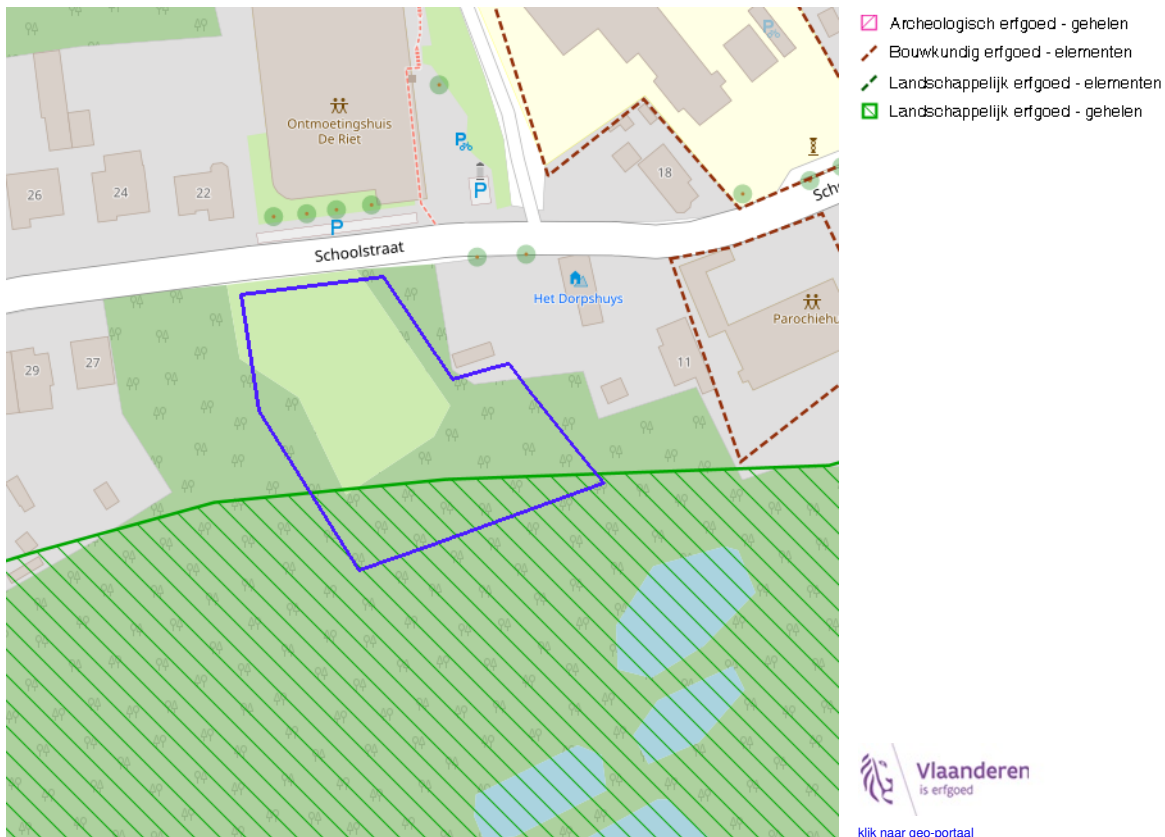 Archeologisch erfgoed - gehelen
Bouwkundig erfgoed - elementen
Landschappelijk erfgoed - elementen
Landschappelijk erfgoed - gehelen
Ontmoetingshuis
De Riet
P
P
P
26
24
22
18
Scho
Schoolstraat
Het Dorpshuys
Parochiehu
29
27
11
Vlaanderen
is erfgoed
klik naar geo-portaal